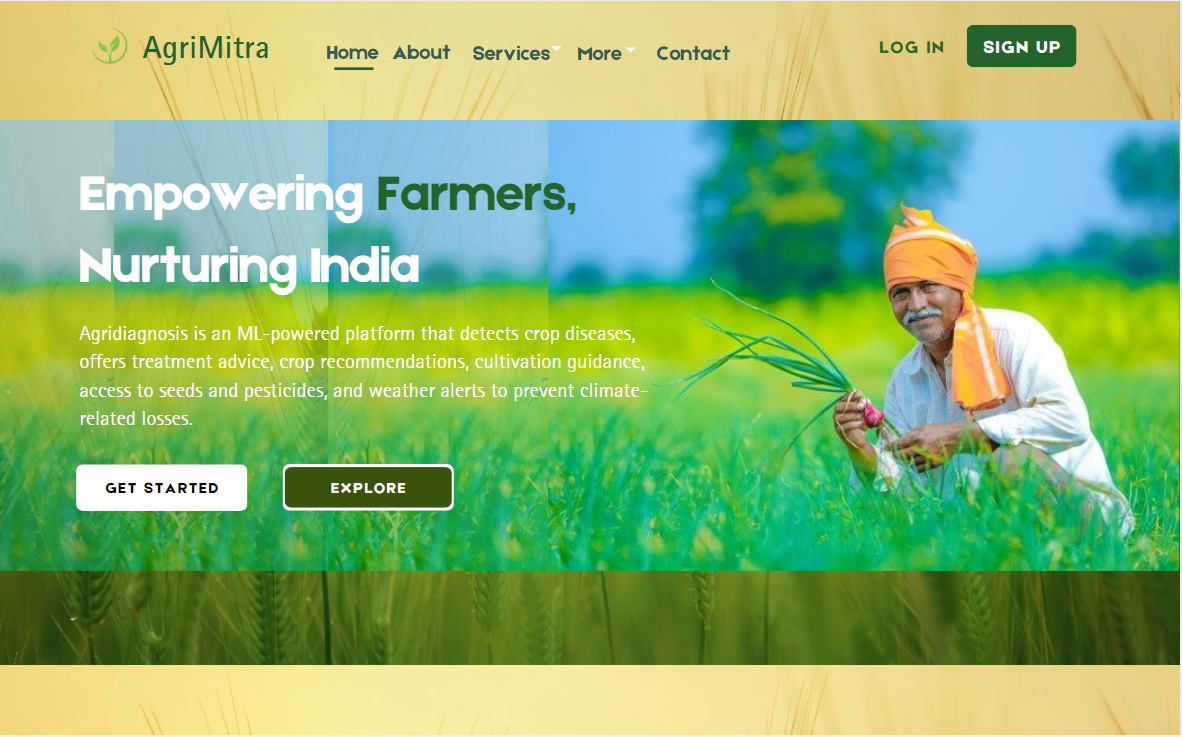 AgriMitra
Home About Services More Contact
LOG IN SIGN UP
Empowering Farmers,
Nurturing India
Agridiagnosis is an ML-powered platform that detects crop diseases,
offers treatment advice, crop recommendations, cultivation guidance,
access to seeds and pesticides, and weather alerts to prevent climate-
related losses.
GET STARTED EXPLORE